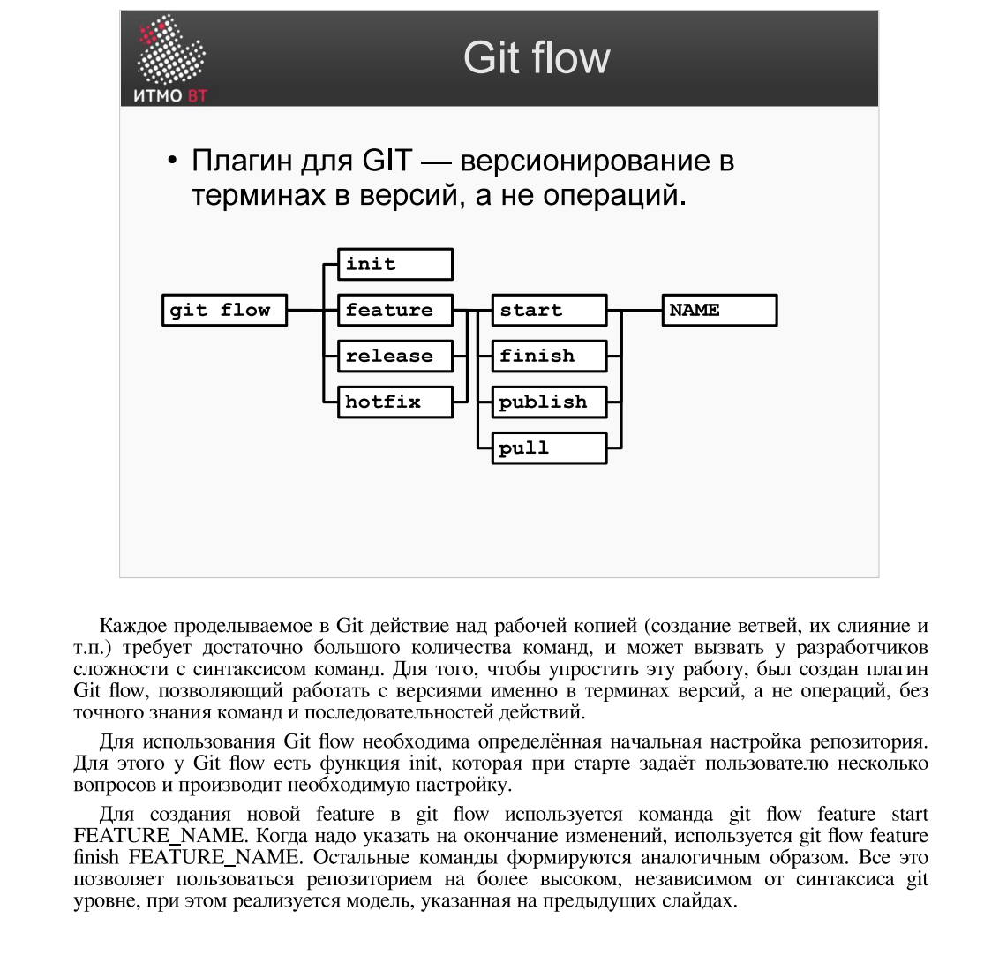 ИТМО ВТ
Git flow
• Плагин для GIT — версионирование в
терминах в версий, а не операций.
init
git flow feature start NAME
release finish
hotfix publish
pull
Каждое проделываемое в Git действие над рабочей копией (создание ветвей, их слияние и
т.п.) требует достаточно большого количества команд, и может вызвать у разработчиков
сложности с синтаксисом команд. Для того, чтобы упростить эту работу, был создан плагин
Git flow, позволяющий работать с версиями именно в терминах версий, а не операций, без
точного знания команд и последовательностей действий.
Для использования Git flow необходима определённая начальная настройка репозитория.
Для этого у Git flow есть функция init, которая при старте задаёт пользователю несколько
вопросов и производит необходимую настройку.
Для создания новой feature в git flow используется команда git flow feature start
FEATURE_NAME. Когда надо указать на окончание изменений, используется git flow feature
finish FEATURE_NAME. Остальные команды формируются аналогичным образом. Все это
позволяет пользоваться репозиторием на более высоком, независимом от синтаксиса git
уровне, при этом реализуется модель, указанная на предыдущих слайдах.